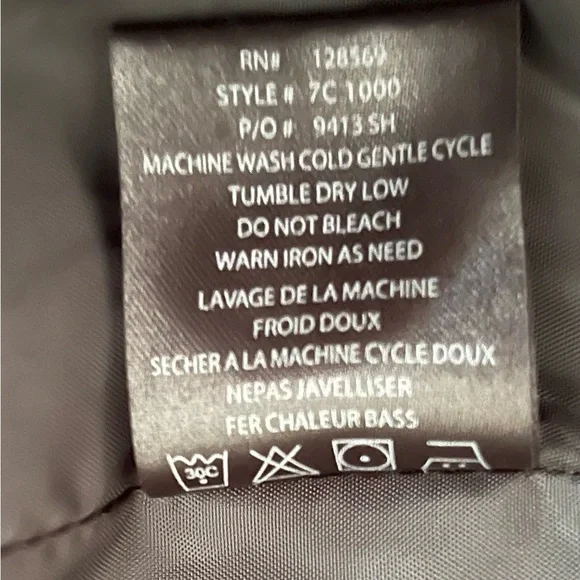 RN# 128569
STYLE # 7C 1000
P/O # 9413 SH
MACHINE WASH COLD GENTLE CYCLE
TUMBLE DRY LOW
DO NOT BLEACH
WARN IRON AS NEED
LAVAGE DE LA MACHINE
FROID DOUX
SECHER A LA MACHINE CYCLE DOUX
NEPAS JAVELLISER
FER CHALEUR BASS
30C